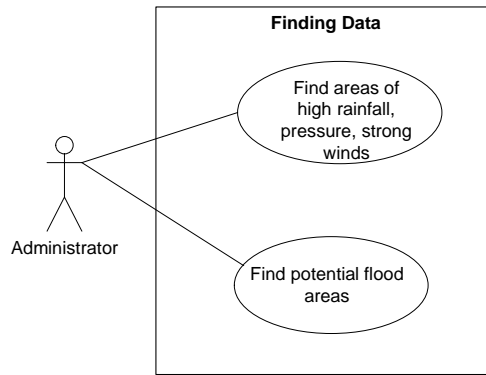 Finding Data
Find areas of
high rainfall,
pressure, strong
winds
Administrator
Find potential flood
areas